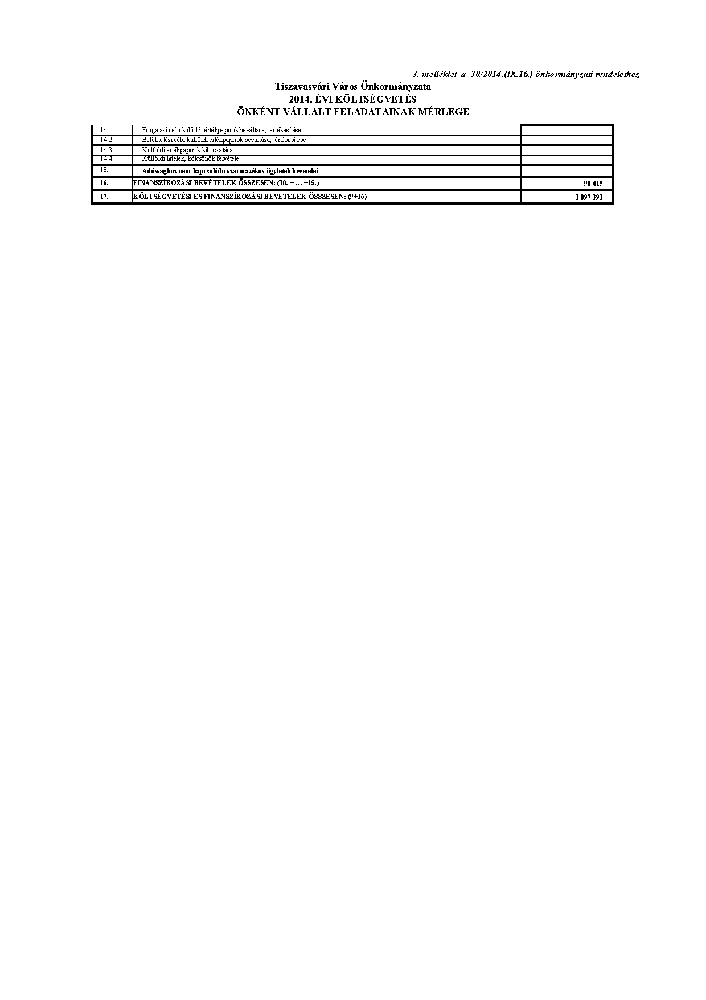 3. melléklet a 30/2014.(IX.16.) önkormányzati rendelethez
Tiszavasvári Város Önkormányzata
2014. ÉVI KÖLTSÉGVETÉS
ÖNKÉNT VÁLLALT FELADATAINAK MÉRLEGE
14.1. Forgatási célú külföldi értékpapírok beváltása, értékesítése
14.2. Befektetési célú külföldi értékpapírok beváltása, értékesítése
14.3. Külföldi értékpapírok kibocsátása
14.4. Külföldi hitelek, kölcsönök felvétele
15. Adóssághoz nem kapcsolódó származékos ügyletek bevételei
16. FINANSZÍROZÁSI BEVÉTELEK ÖSSZESEN: (10. + … +15.) 98 415
17. KÖLTSÉGVETÉSI ÉS FINANSZÍROZÁSI BEVÉTELEK ÖSSZESEN: (9+16) 1 097 393